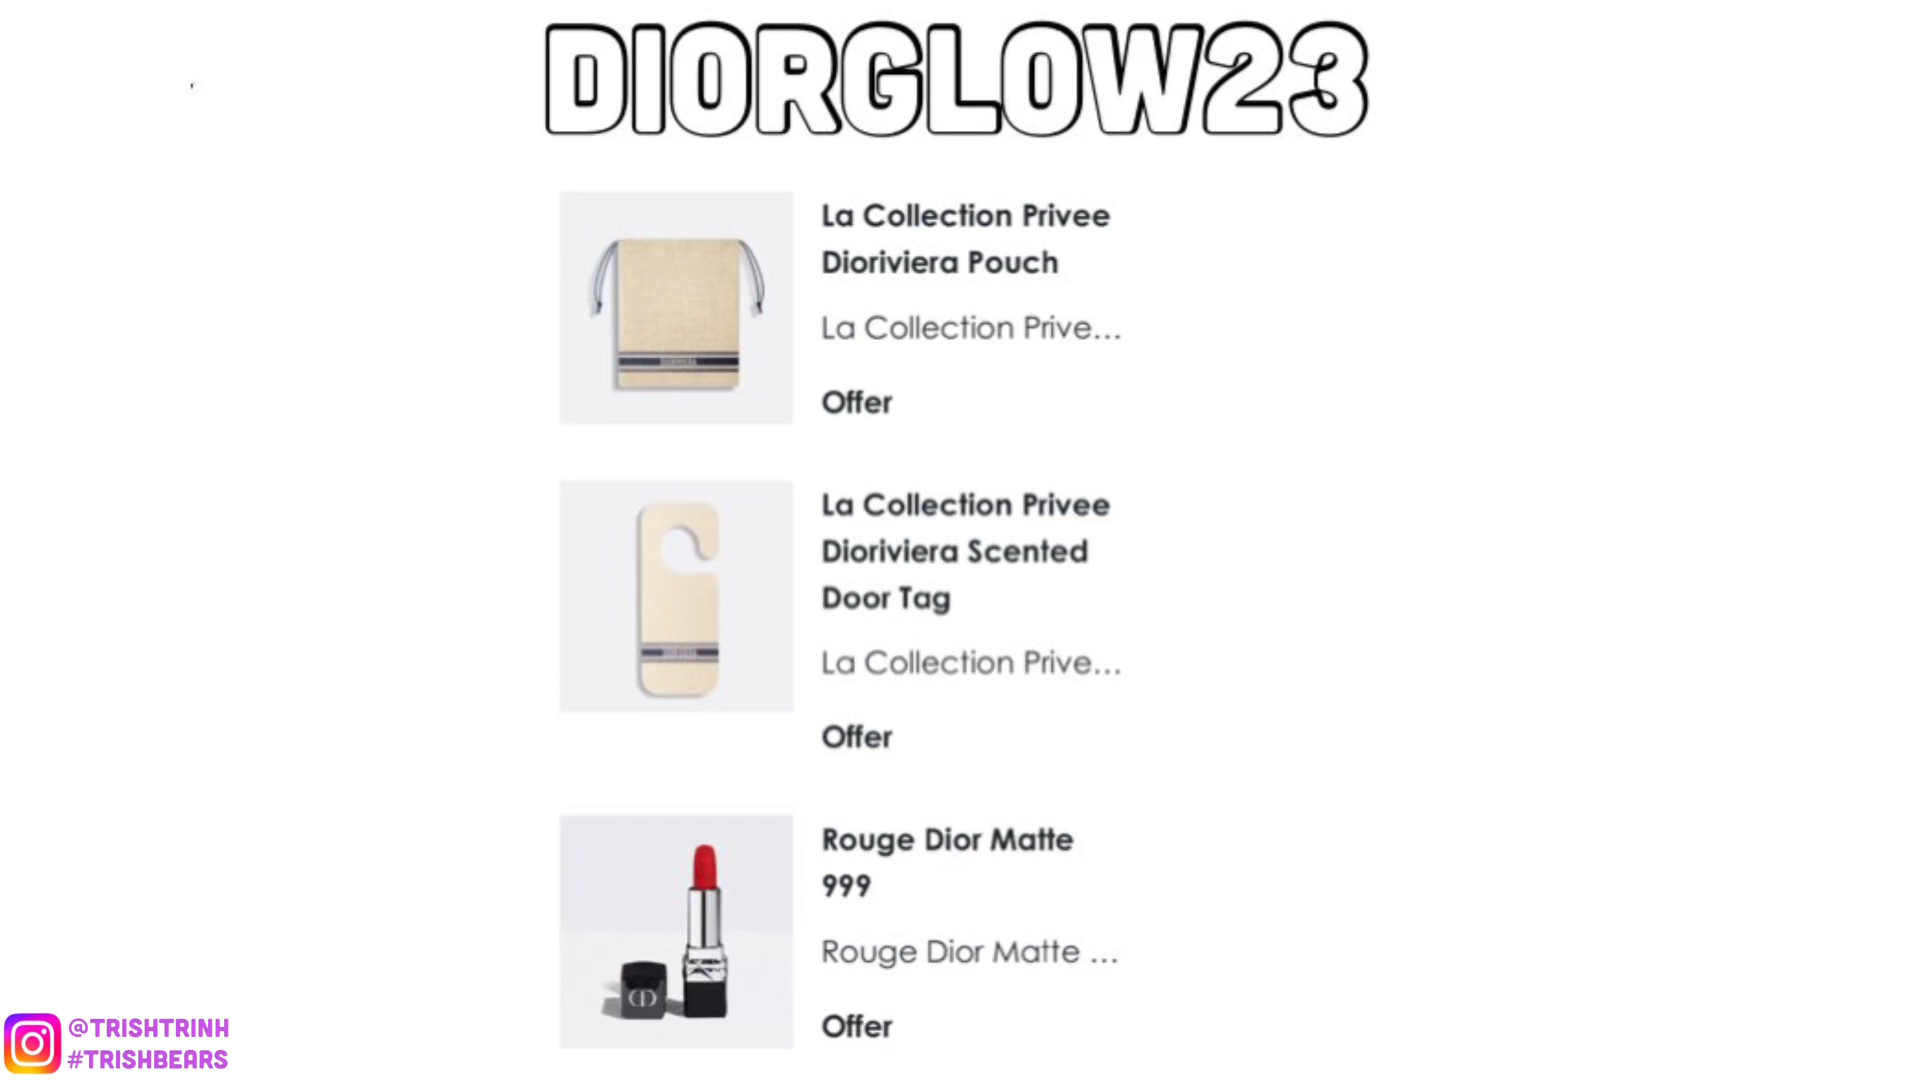 DIORGLOW23
La Collection Privee
Dioriviera Pouch
La Collection Prive...
Offer
La Collection Privee
Dioriviera Scented
Door Tag
La Collection Prive...
Offer
Rouge Dior Matte
999
Rouge Dior Matte ...
Offer
@TRISHTRINH
#TRISHBEARS